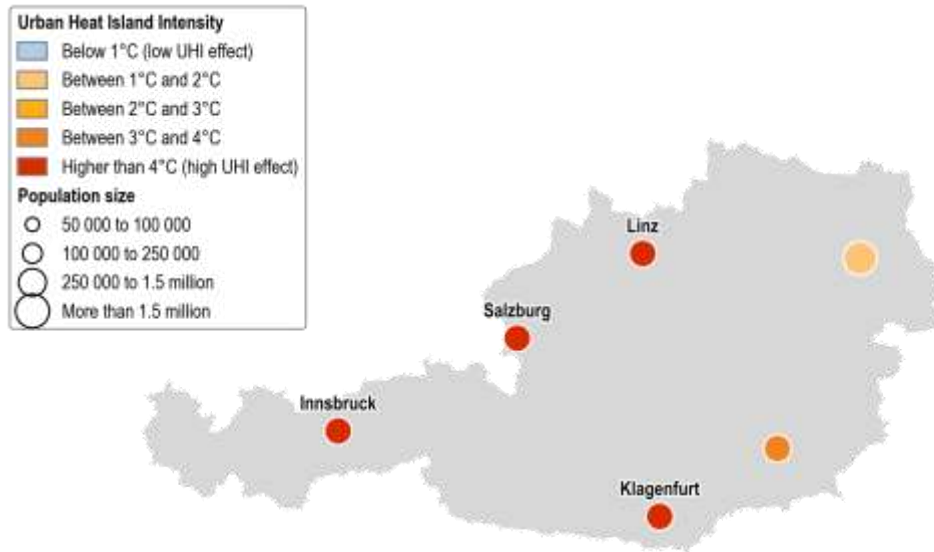 Urban Heat Island Intensity
Below 1°C (low UHI effect)
Between 1°C and 2°C
Between 2°C and 3°C
Between 3°C and 4°C
Higher than 4°C (high UHI effect)
Population size
50 000 to 100 000
100 000 to 250 000
250 000 to 1.5 million
More than 1.5 million
Linz
Salzburg
Innsbruck
Klagenfurt